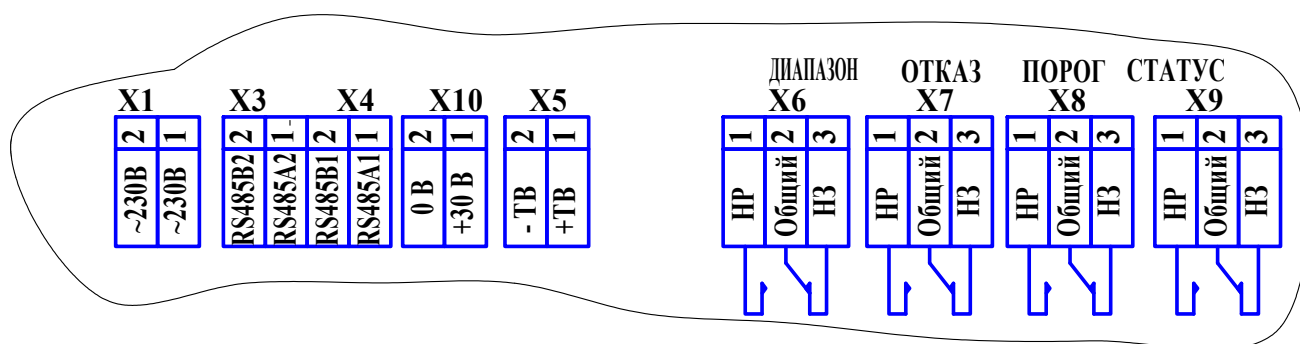 ДИАПАЗОН ОТКАЗ ПОРОГ СТАТУС
X1 X3 X4 X10 X5 X6 X7 X8 X9
2 1 2 1 2 1 2 1 2 1 1 2 3 1 2 3 1 2 3 1 2 3
~230В ~230В RS485B2 RS485A2 RS485B1 RS485A1 0 В +30 В - ТВ +ТВ НР Общий НЗ НР Общий НЗ НР Общий НЗ НР Общий НЗ